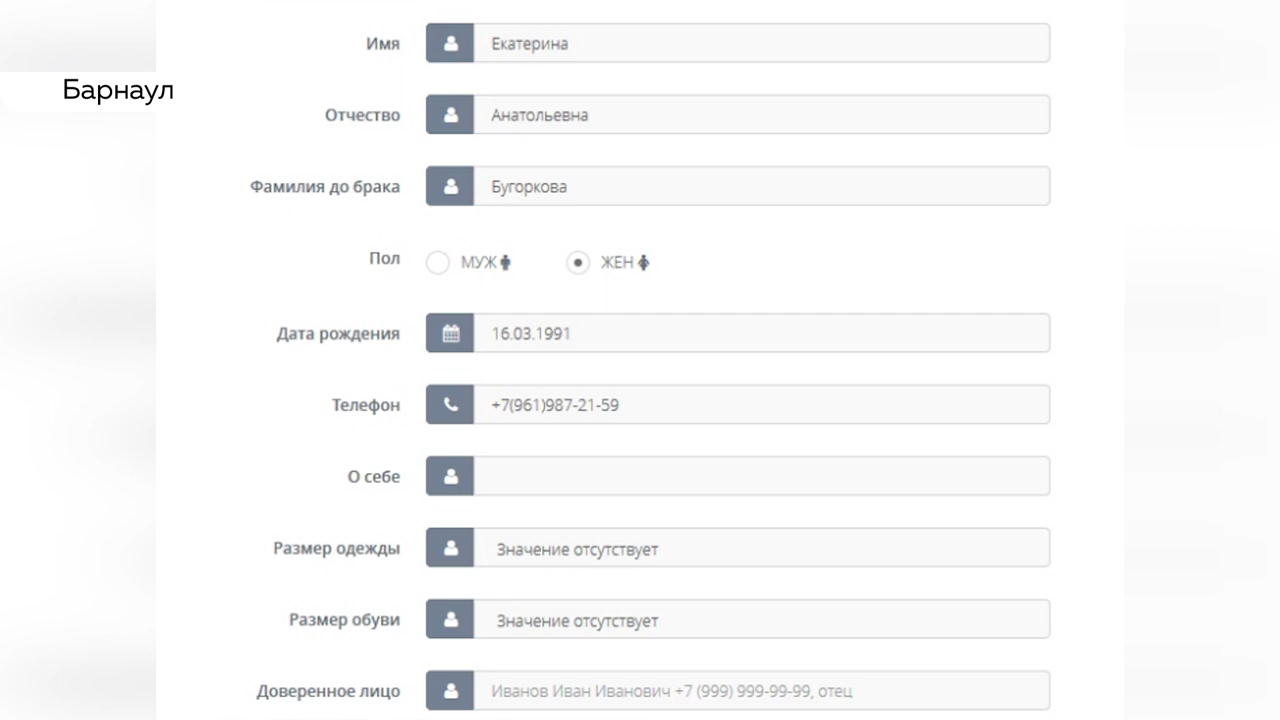 Имя Екатерина
Барнаул
Отчество Анатольевна
Фамилия до брака Бугоркова
Пол МУЖ ЖЕН
Дата рождения 16.03.1991
Телефон +7(961)987-21-59
О себе
Размер одежды Значение отсутствует
Размер обуви Значение отсутствует
Доверенное лицо Иванов Иван Иванович +7 (999) 999-99-99, отец